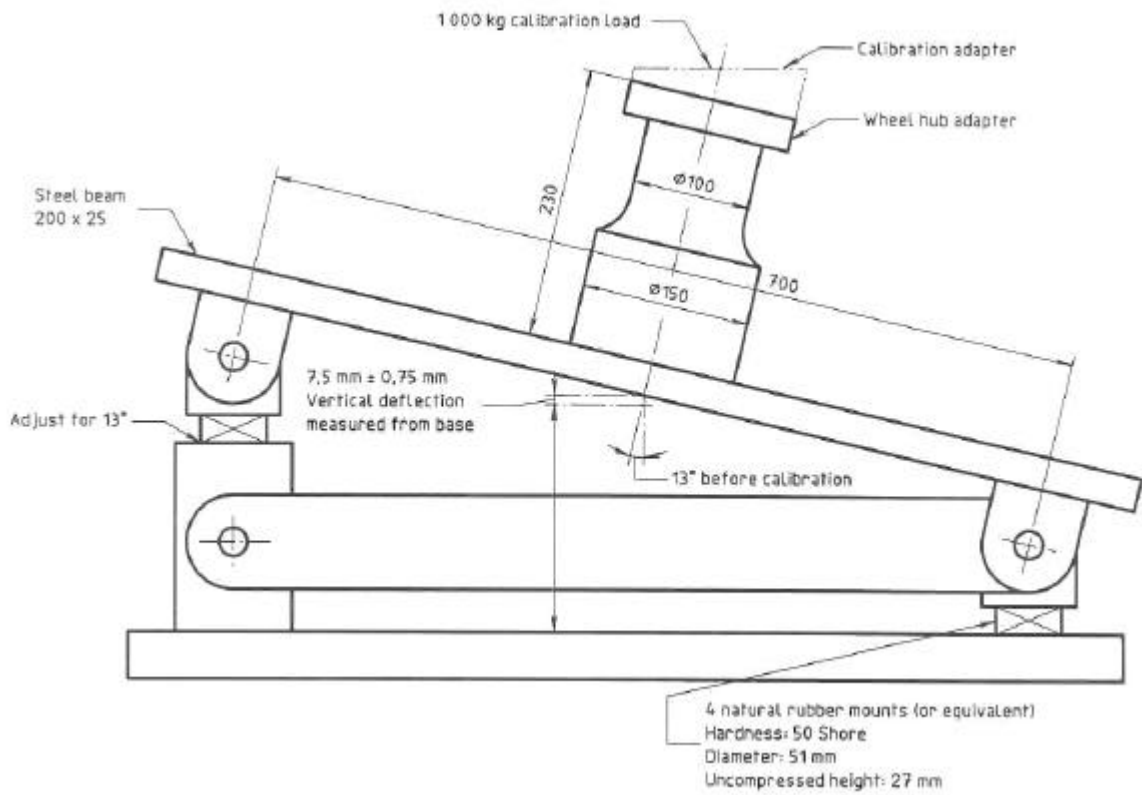 1 000 kg calibration load
Calibration adapter
Wheel hub adapter
Steel beam
200 x 25
230
Ø100
700
Ø150
7,5 mm ± 0,75 mm
Vertical deflection
measured from base
Adjust for 13°
13° before calibration
4 natural rubber mounts (or equivalent)
Hardness: 50 Shore
Diameter: 51 mm
Uncompressed height: 27 mm